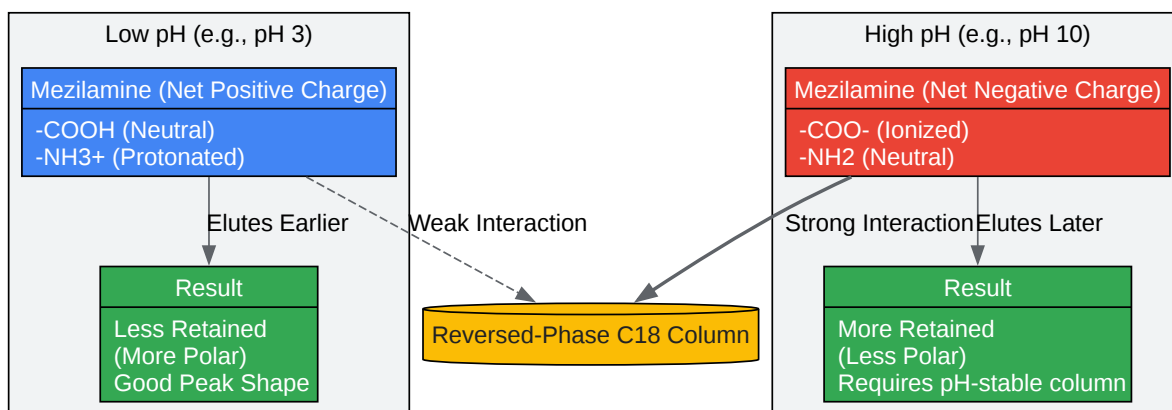 Low pH (e.g., pH 3)
Mezilamine (Net Positive Charge)
-COOH (Neutral)
-NH3+ (Protonated)
Elutes Earlier
Weak Interaction
Result
Less Retained
(More Polar)
Good Peak Shape
Reversed-Phase C18 Column
High pH (e.g., pH 10)
Mezilamine (Net Negative Charge)
-COO- (Ionized)
-NH2 (Neutral)
Strong Interaction
Elutes Later
Result
More Retained
(Less Polar)
Requires pH-stable column